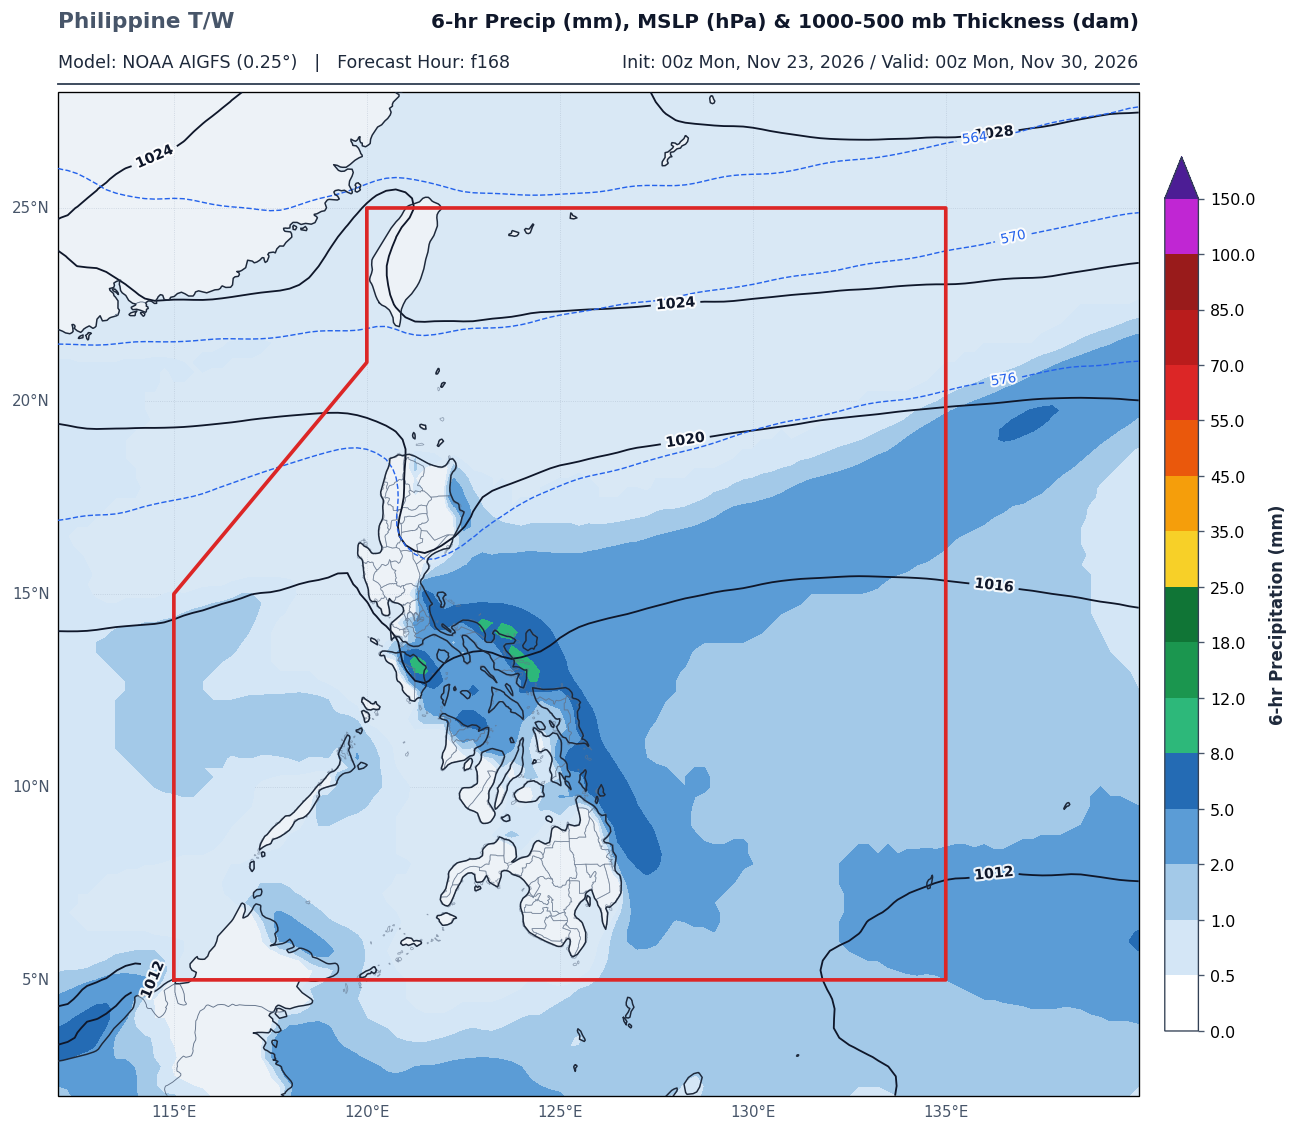 Philippine T/W
6-hr Precip (mm), MSLP (hPa) & 1000-500 mb Thickness (dam)
Model: NOAA AIGFS (0.25°)   |   Forecast Hour: f168
Init: 00z Mon, Nov 23, 2026 / Valid: 00z Mon, Nov 30, 2026
1024
1028
564
570
1024
576
1020
1016
1012
1012
25°N
20°N
15°N
10°N
5°N
115°E
120°E
125°E
130°E
135°E
150.0
100.0
85.0
70.0
55.0
45.0
35.0
25.0
18.0
12.0
8.0
5.0
2.0
1.0
0.5
0.0
6-hr Precipitation (mm)